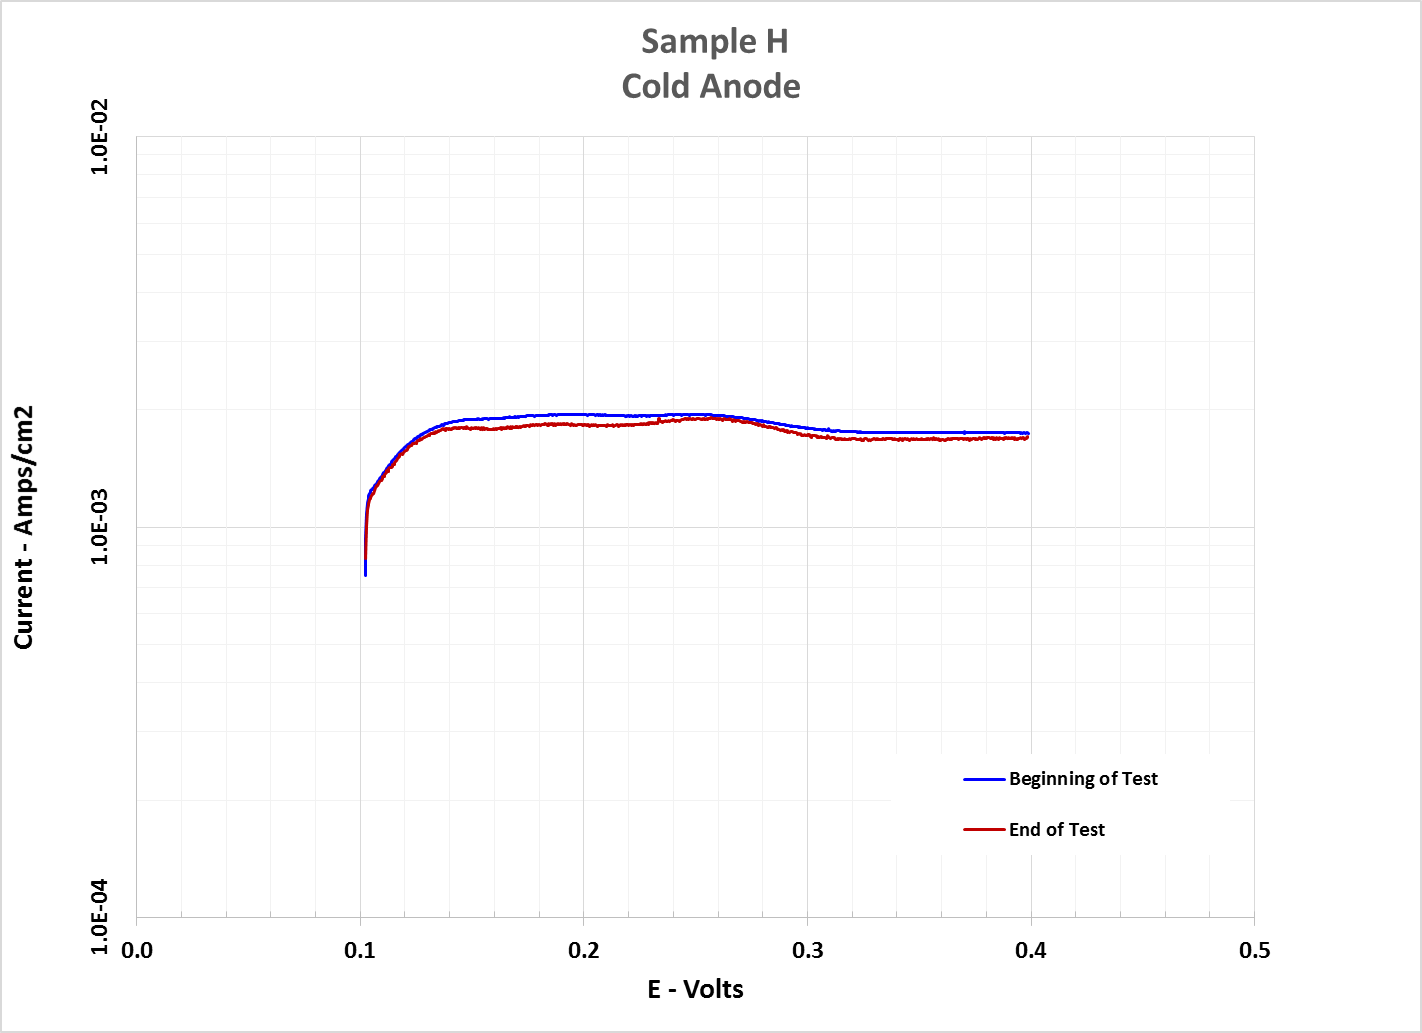 Sample H
Cold Anode
1.0E-02
1.0E-03
1.0E-04
Current - Amps/cm2
0.0 0.1 0.2 0.3 0.4 0.5
E - Volts
Beginning of Test
End of Test